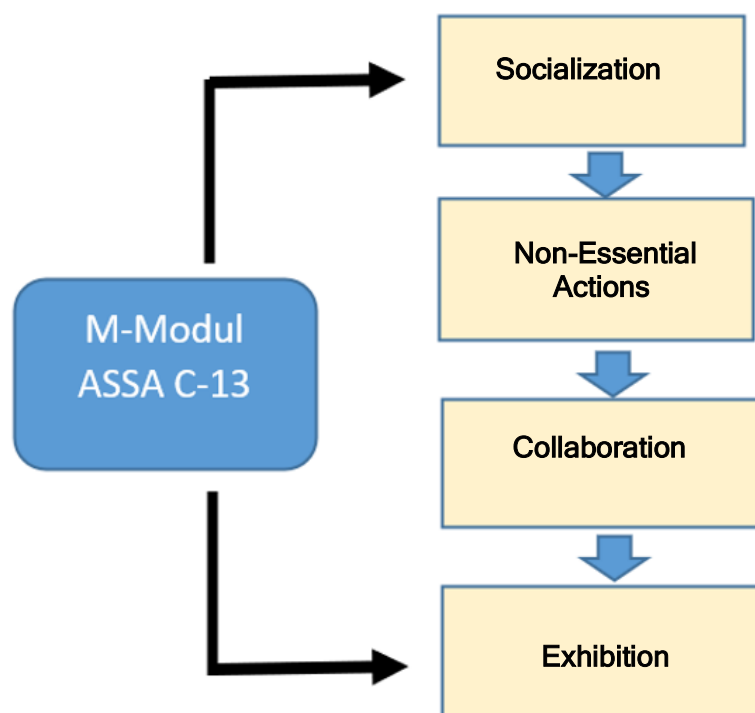 Socialization
Non-Essential
Actions
M-Modul
ASSA C-13
Collaboration
Exhibition